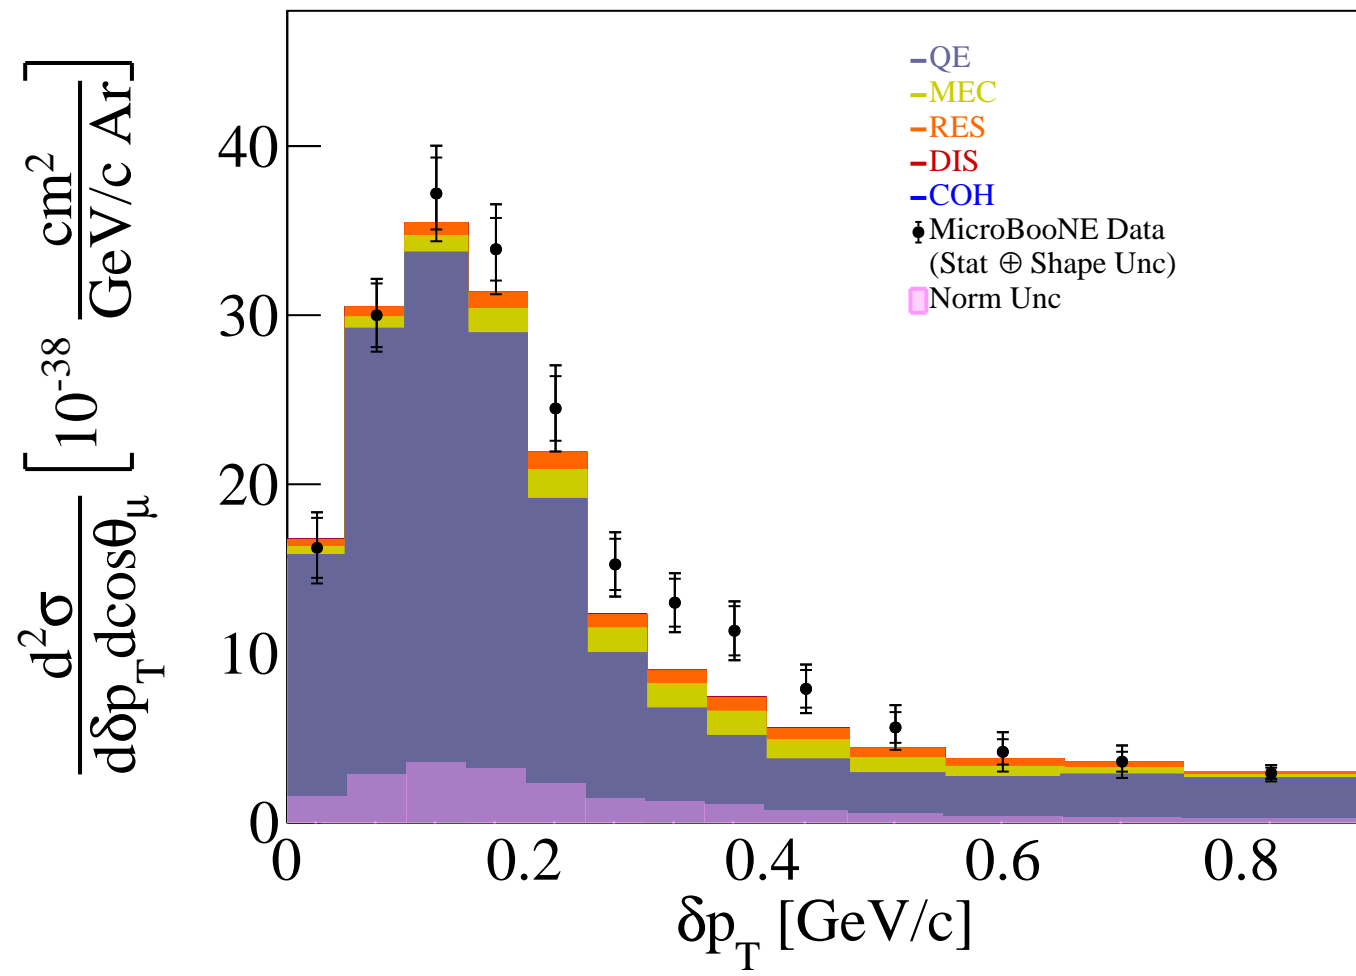 d²σ
dδp_T dcosθ_μ
[10⁻³⁸ cm² / GeV/c Ar]
QE
MEC
RES
DIS
COH
MicroBooNE Data
(Stat ⊕ Shape Unc)
Norm Unc
40
30
20
10
0
0 0.2 0.4 0.6 0.8
δp_T [GeV/c]